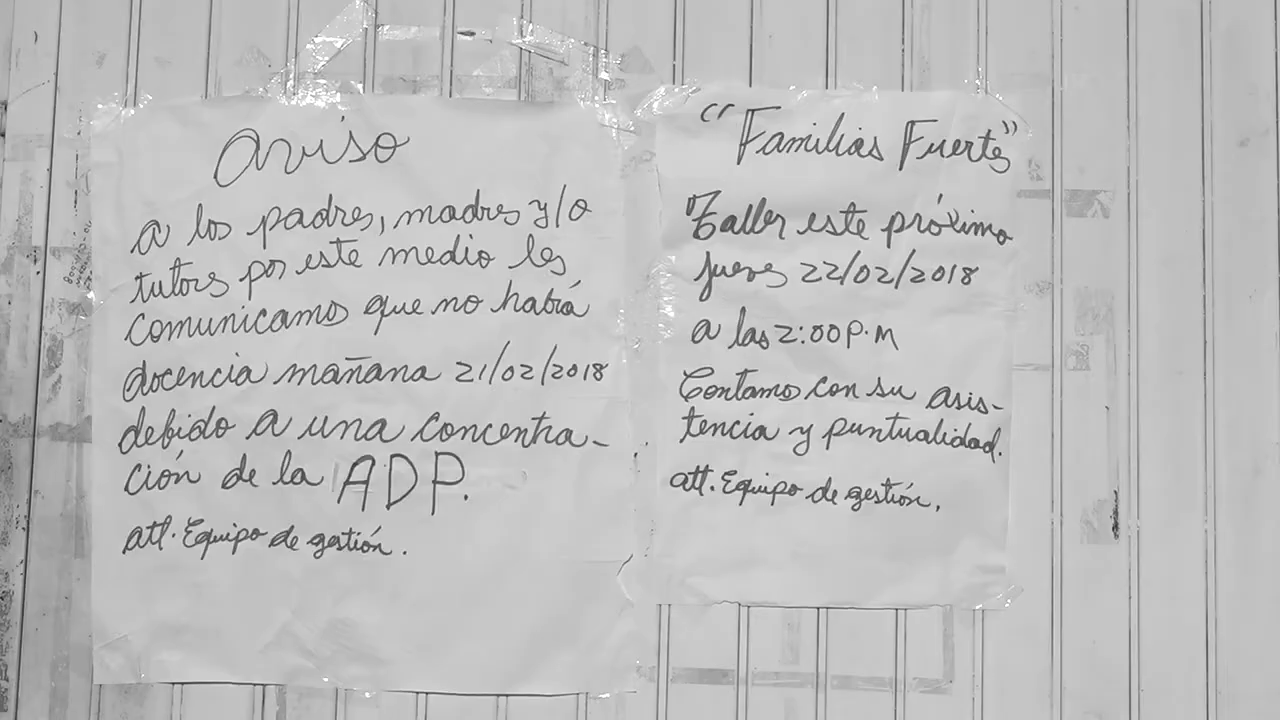 Aviso
a los padres, madres y/o
tutores por este medio les
comunicamos que no habrá
docencia mañana 21/02/2018
debido a una concentra-
ción de la ADP.
att. Equipo de gestión.
"Familias Fuertes"
Taller este próximo
jueves 22/02/2018
a las 2:00 P.M
Contamos con su asis-
tencia y puntualidad.
att. Equipo de gestión.